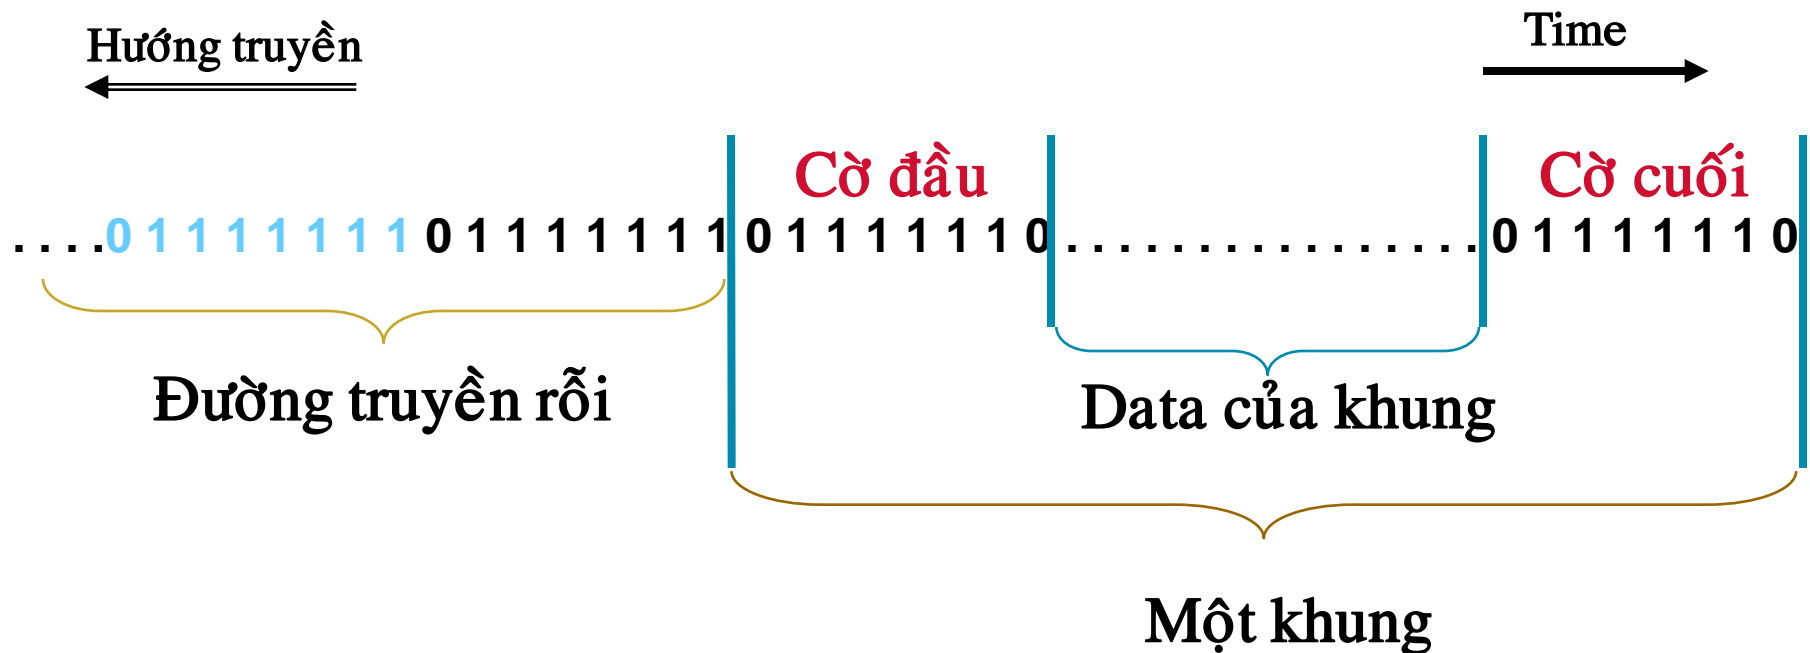 Hướng truyền
Time
Cờ đầu
Cờ cuối
. . . .0 1 1 1 1 1 1 1 0 1 1 1 1 1 1 1 0 1 1 1 1 1 1 0 . . . . . . . . . . . . . . . . 0 1 1 1 1 1 1 0
Đường truyền rỗi
Data của khung
Một khung